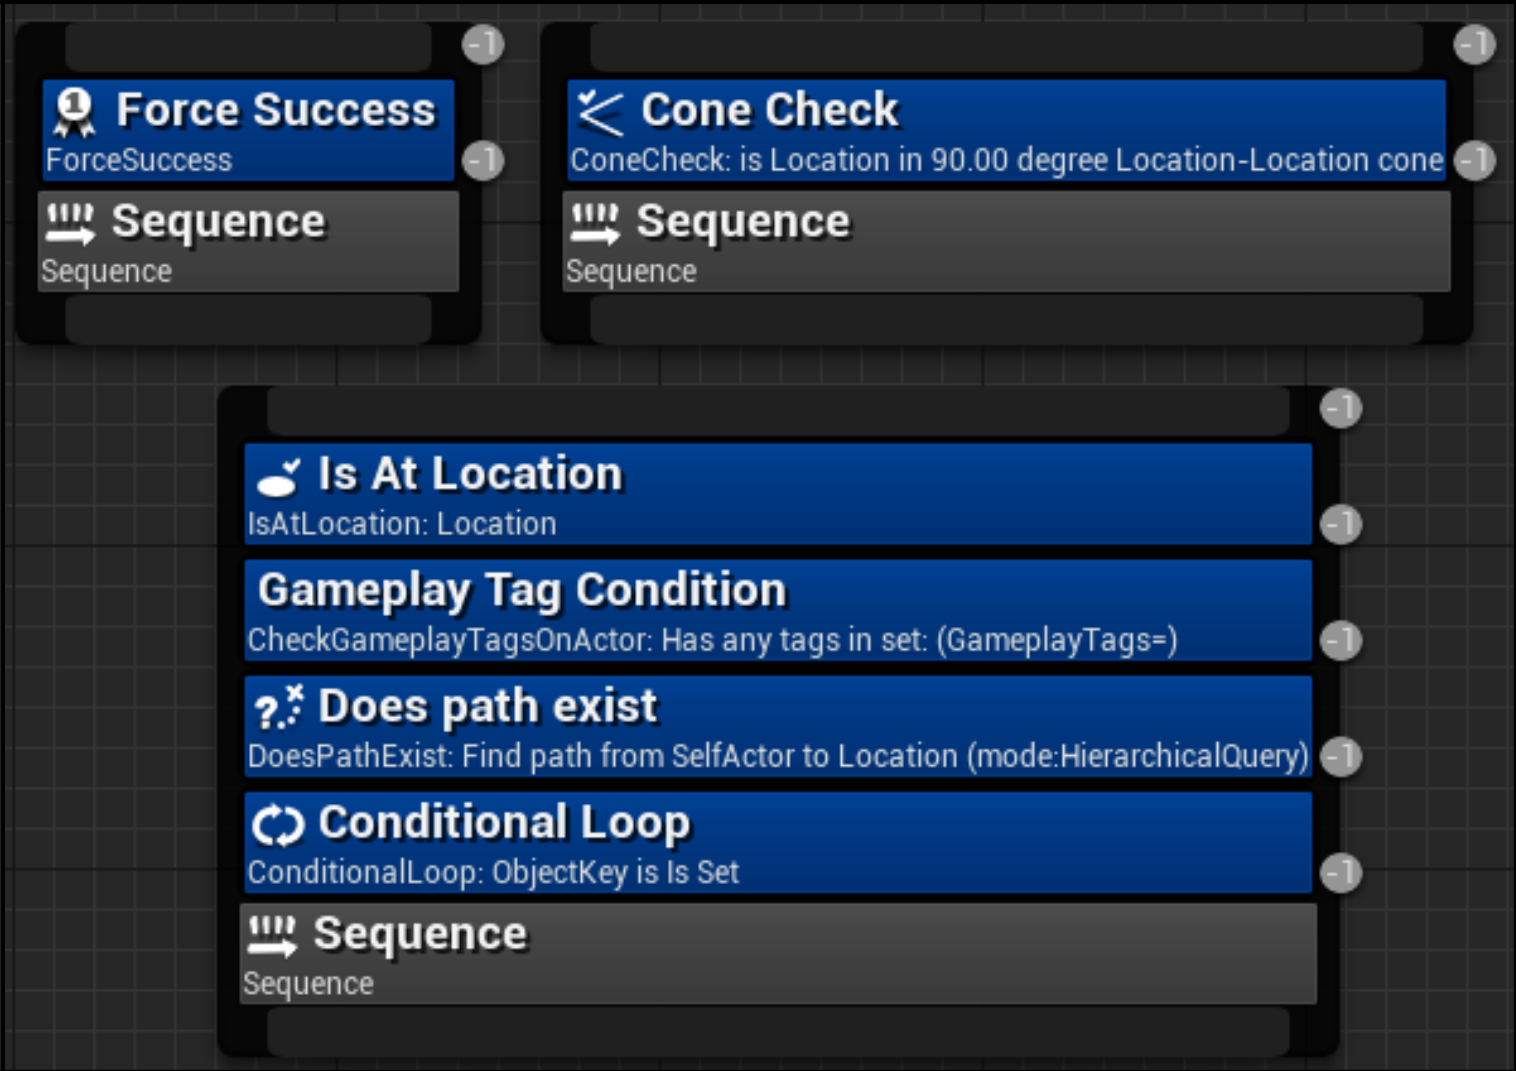 -1
Force Success
ForceSuccess
-1
Sequence
Sequence
-1
Cone Check
ConeCheck: is Location in 90.00 degree Location-Location cone
-1
Sequence
Sequence
-1
Is At Location
IsAtLocation: Location
-1
Gameplay Tag Condition
CheckGameplayTagsOnActor: Has any tags in set: (GameplayTags=)
-1
Does path exist
DoesPathExist: Find path from SelfActor to Location (mode:HierarchicalQuery)
-1
Conditional Loop
ConditionalLoop: ObjectKey is Is Set
-1
Sequence
Sequence